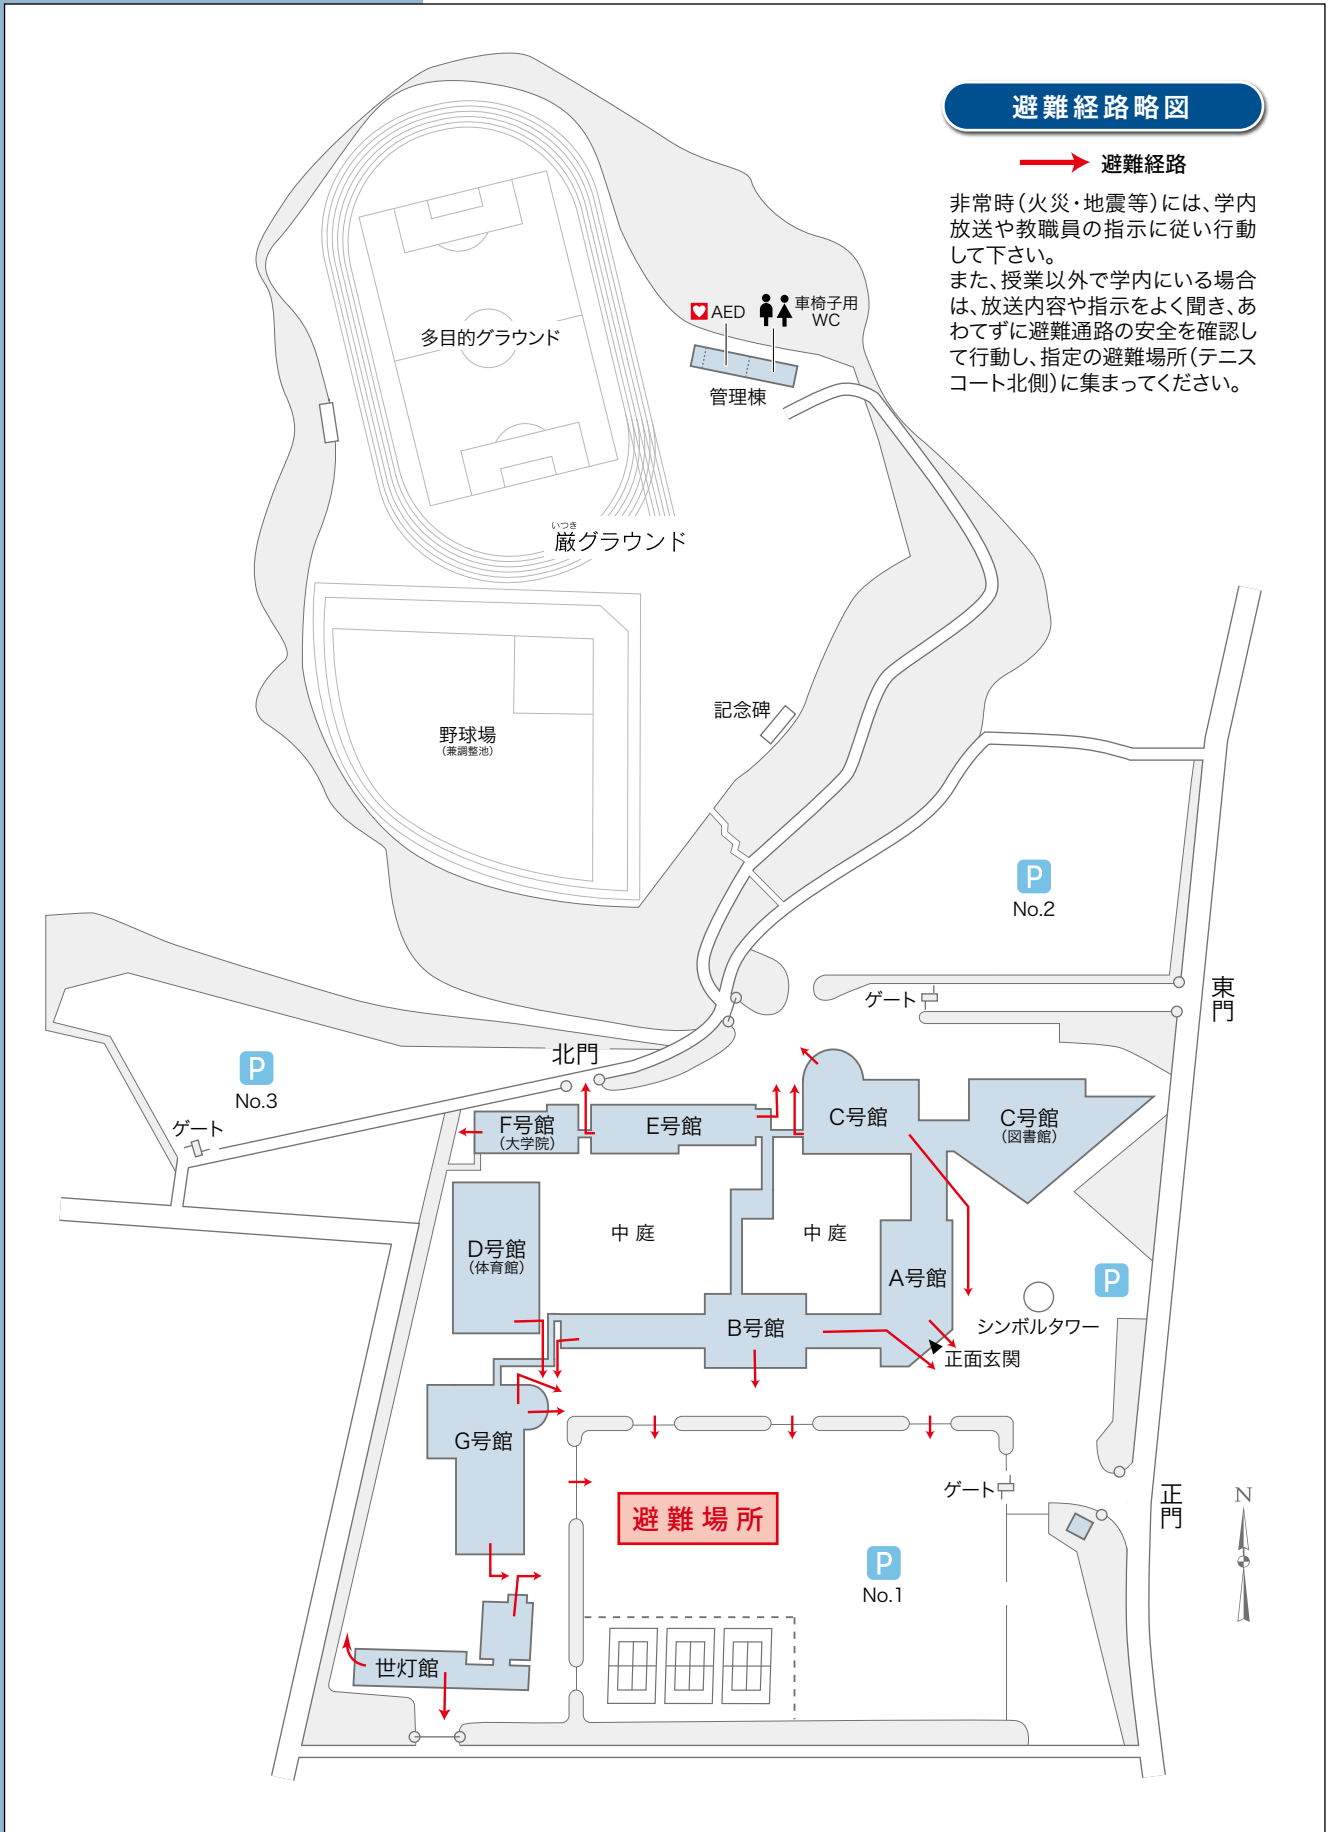 避難経路略図
避難経路
非常時（火災・地震等）には、学内
放送や教職員の指示に従い行動
して下さい。
また、授業以外で学内にいる場合
は、放送内容や指示をよく聞き、あ
わてずに避難通路の安全を確認し
て行動し、指定の避難場所（テニス
コート北側）に集まってください。
AED
車椅子用
WC
管理棟
多目的グラウンド
いつき
厳グラウンド
記念碑
野球場
（兼調整池）
P
No.2
東門
ゲート
北門
P
No.3
ゲート
F号館
（大学院）
E号館
C号館
C号館
（図書館）
D号館
（体育館）
中庭
中庭
A号館
P
シンボルタワー
B号館
正面玄関
G号館
ゲート
正門
N
避難場所
P
No.1
世灯館